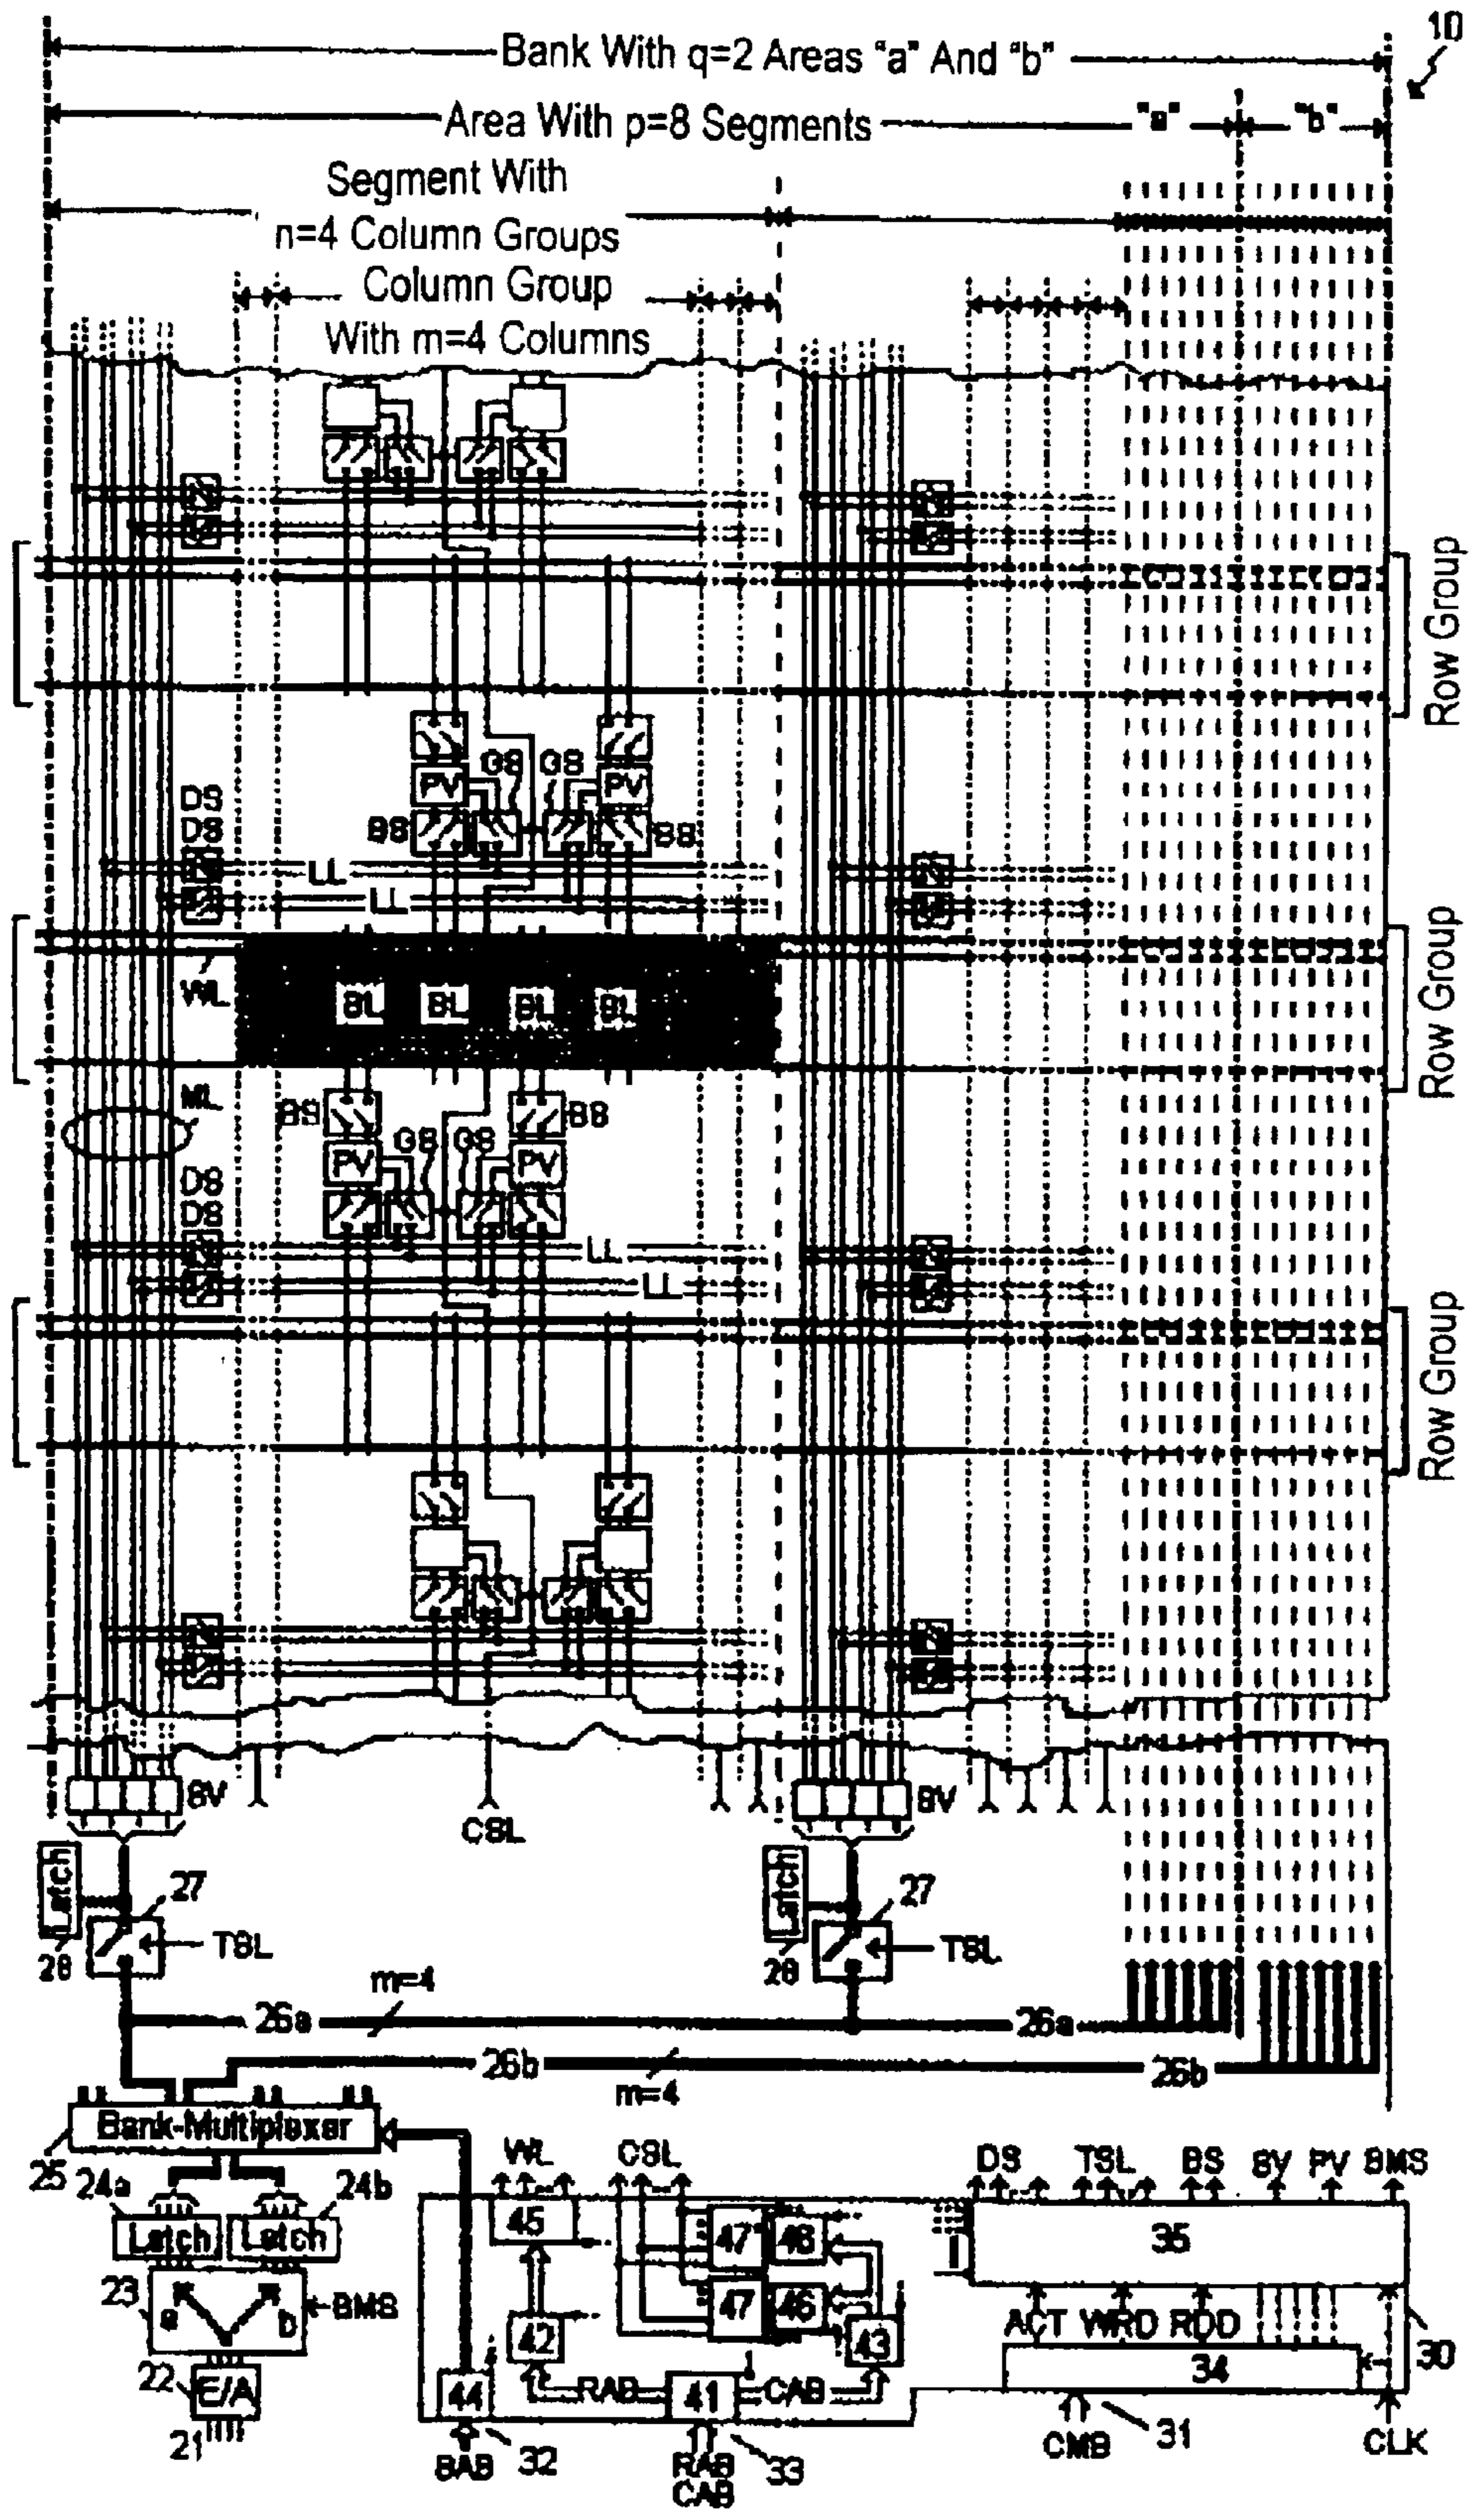 10
Bank With q=2 Areas "a" And "b"
Area With p=8 Segments
"a"
"b"
Segment With
n=4 Column Groups
Column Group
With m=4 Columns
Row Group
PV
GS
GS
PV
DS
DS
BS
BS
LL
LL
Row Group
WL
BL
BL
BL
BL
ML
BS
BS
GS
GS
PV
PV
DS
DS
LL
LL
Row Group
SV
CSL
SV
Latch
27
TSL
28
Latch
27
TSL
28
m=4
26a
26a
26b
m=4
26b
Bank-Multiplexer
25
24a
24b
Latch
Latch
23
a
b
BMS
22
E/A
21
WL
CSL
DS
TSL
BS
SV
PV
BMS
45
47
46
47
46
35
42
43
ACT WRD RDD
30
34
44
RAB
41
CAB
BAB
32
RAB
CAB
33
CMB
31
CLK